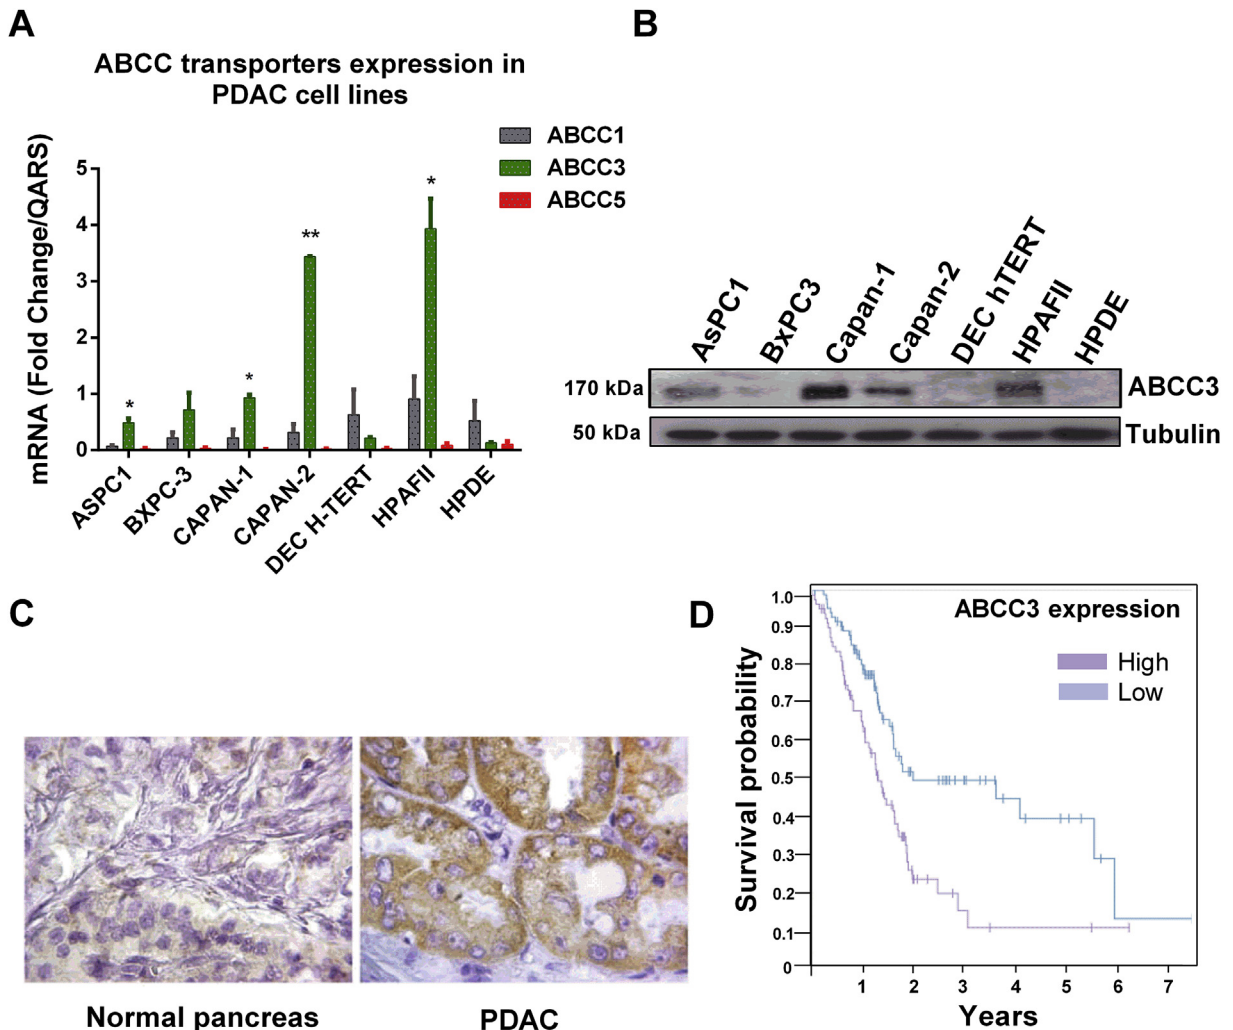 A
ABCC transporters expression in
PDAC cell lines
ABCC1
ABCC3
ABCC5
mRNA (Fold Change/QARS)
5
4
3
2
1
0
*
*
**
*
ASPC1
BXPC-3
CAPAN-1
CAPAN-2
DEC H-TERT
HPAFII
HPDE
B
AsPC1
BxPC3
Capan-1
Capan-2
DEC hTERT
HPAFII
HPDE
170 kDa
ABCC3
50 kDa
Tubulin
C
Normal pancreas
PDAC
D
ABCC3 expression
High
Low
Survival probability
1.0
0.9
0.8
0.7
0.6
0.5
0.4
0.3
0.2
0.1
0
1
2
3
4
5
6
7
Years